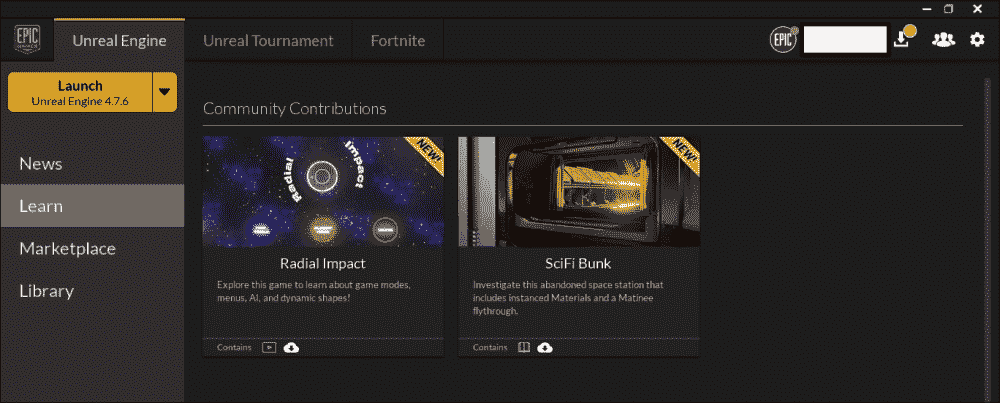 EPIC
Unreal Engine
Unreal Tournament
Fortnite
EPIC
Launch
Unreal Engine 4.7.6
News
Learn
Marketplace
Library
Community Contributions
NEW!
Radial
Impact
Radial Impact
Explore this game to learn about game modes,
menus, AI, and dynamic shapes!
Contains
NEW!
SciFi Bunk
Investigate this abandoned space station that
includes instanced Materials and a Matinee
flythrough.
Contains